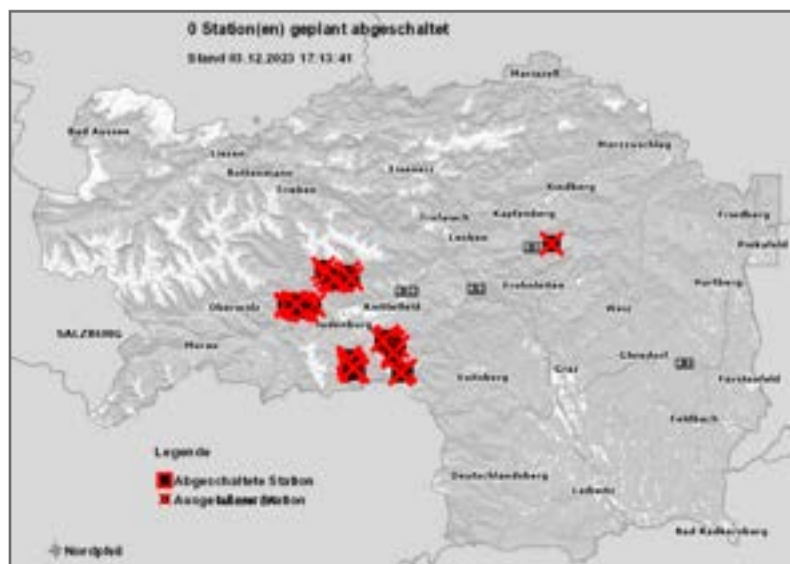 0 Station(en) geplant abgeschaltet
Stand 03.12.2023 17:13:41
Mariazell
Bad Aussee
Liezen
Rottenmann
Trieben
Eisenerz
Kindberg
Trofaiach
Kapfenberg
Leoben
Friedberg
Pinkafeld
Hartberg
Frohnleiten
Weiz
Oberwölz
Knittelfeld
Judenburg
SALZBURG
Murau
Gleisdorf
Voitsberg
Graz
Fürstenfeld
Feldbach
Legende
Abgeschaltete Station
Deutschlandsberg
Leibnitz
Bad Radkersburg
Nordpfeil